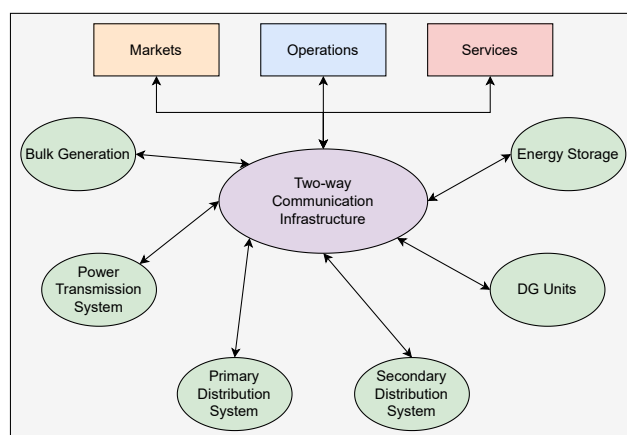 Markets
Operations
Services
Bulk Generation
Energy Storage
Two-way
Communication
Infrastructure
Power
Transmission
System
DG Units
Primary
Distribution
System
Secondary
Distribution
System